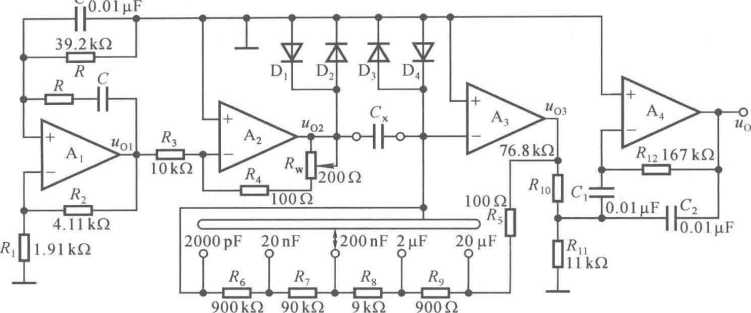 C 0.01μF
39.2kΩ
R
D₁ D₂ D₃ D₄
R C
+ + + +
A₁ A₂ A₃ A₄
− − − −
uO1 uO2 uO3 uO
R₃
10kΩ
Cx
Rw
200Ω
R₄
100Ω
76.8kΩ
R₁₂ 167kΩ
R₂
4.11kΩ
100Ω
R₅
R₁₀
C₁
0.01μF
C₂
0.01μF
R₁ 1.91kΩ
2000pF 20nF 200nF 2μF 20μF
R₁₁
11kΩ
R₆ R₇ R₈ R₉
900kΩ 90kΩ 9kΩ 900Ω